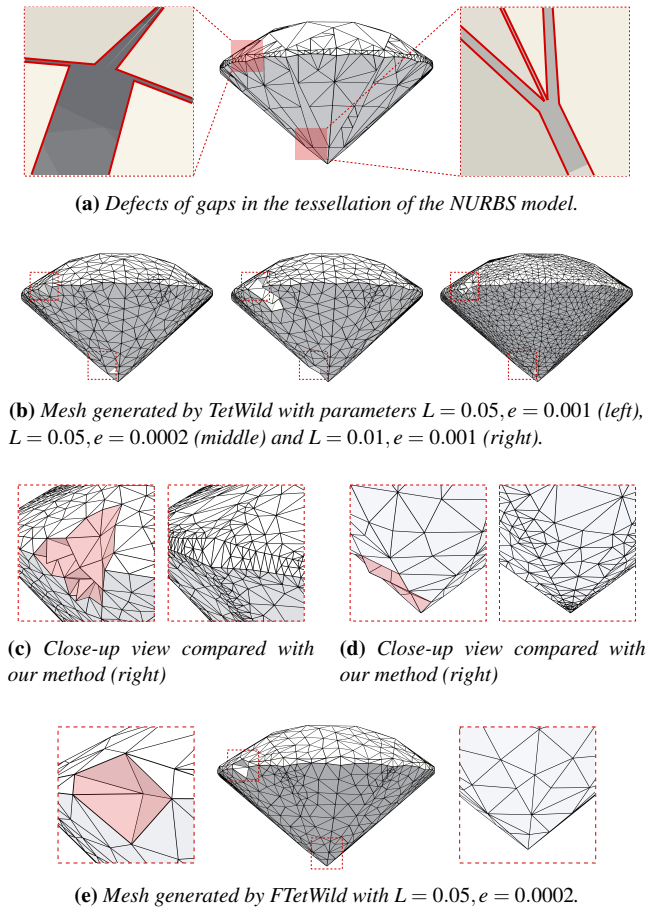 (a) Defects of gaps in the tessellation of the NURBS model.
(b) Mesh generated by TetWild with parameters L = 0.05, e = 0.001 (left),
L = 0.05, e = 0.0002 (middle) and L = 0.01, e = 0.001 (right).
(c) Close-up view compared with
our method (right)
(d) Close-up view compared with
our method (right)
(e) Mesh generated by FTetWild with L = 0.05, e = 0.0002.